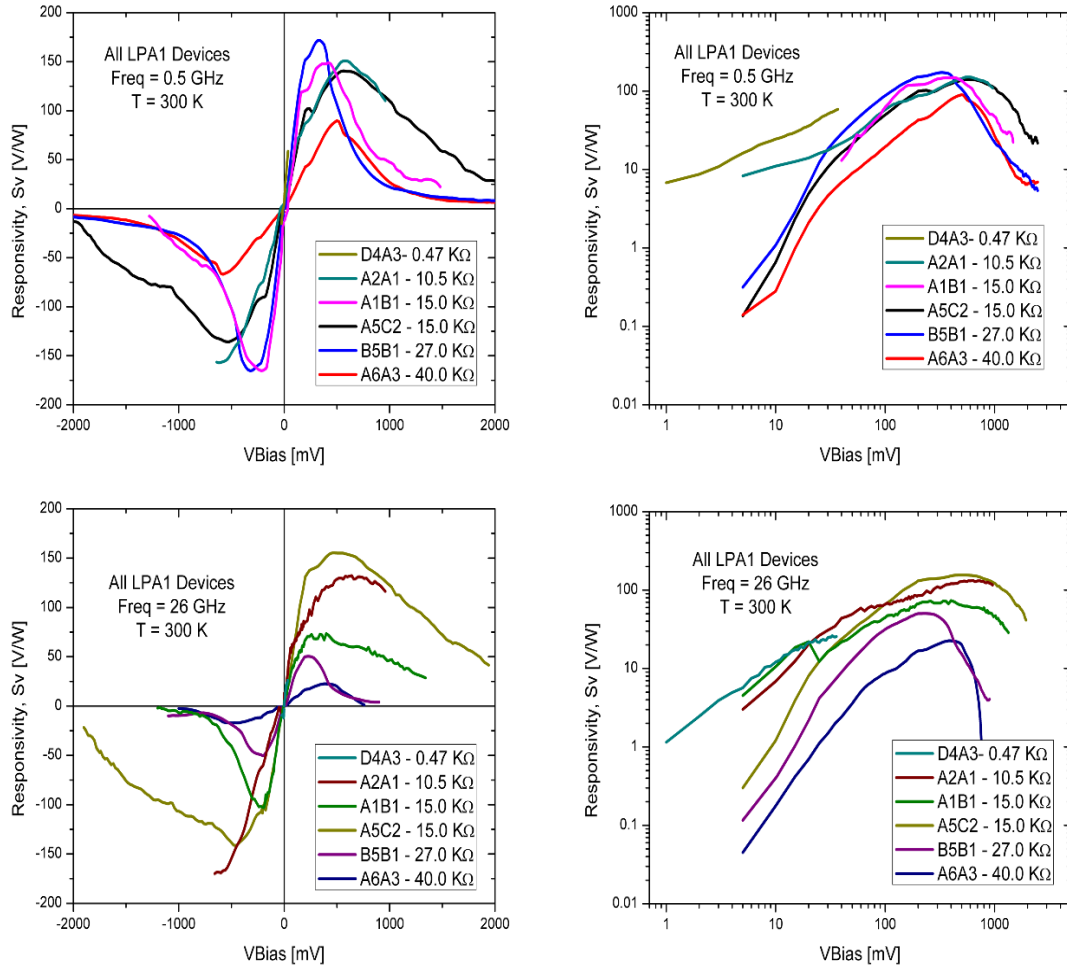 200
150
100
50
0
-50
-100
-150
-200
-2000
-1000
0
1000
2000
Responsivity, Sv [V/W]
VBias [mV]
All LPA1 Devices
Freq = 0.5 GHz
T = 300 K
D4A3- 0.47 KΩ
A2A1 - 10.5 KΩ
A1B1 - 15.0 KΩ
A5C2 - 15.0 KΩ
B5B1 - 27.0 KΩ
A6A3 - 40.0 KΩ
1000
100
10
1
0.1
0.01
1
10
100
1000
Responsivity, Sv [V/W]
VBias [mV]
All LPA1 Devices
Freq = 0.5 GHz
T = 300 K
D4A3- 0.47 KΩ
A2A1 - 10.5 KΩ
A1B1 - 15.0 KΩ
A5C2 - 15.0 KΩ
B5B1 - 27.0 KΩ
A6A3 - 40.0 KΩ
200
150
100
50
0
-50
-100
-150
-200
-2000
-1000
0
1000
2000
Responsivity, Sv [V/W]
VBias [mV]
All LPA1 Devices
Freq = 26 GHz
T = 300 K
D4A3- 0.47 KΩ
A2A1 - 10.5 KΩ
A1B1 - 15.0 KΩ
A5C2 - 15.0 KΩ
B5B1 - 27.0 KΩ
A6A3 - 40.0 KΩ
1000
100
10
1
0.1
0.01
1
10
100
1000
Responsivity, Sv [V/W]
VBias [mV]
All LPA1 Devices
Freq = 26 GHz
T = 300 K
D4A3- 0.47 KΩ
A2A1 - 10.5 KΩ
A1B1 - 15.0 KΩ
A5C2 - 15.0 KΩ
B5B1 - 27.0 KΩ
A6A3 - 40.0 KΩ